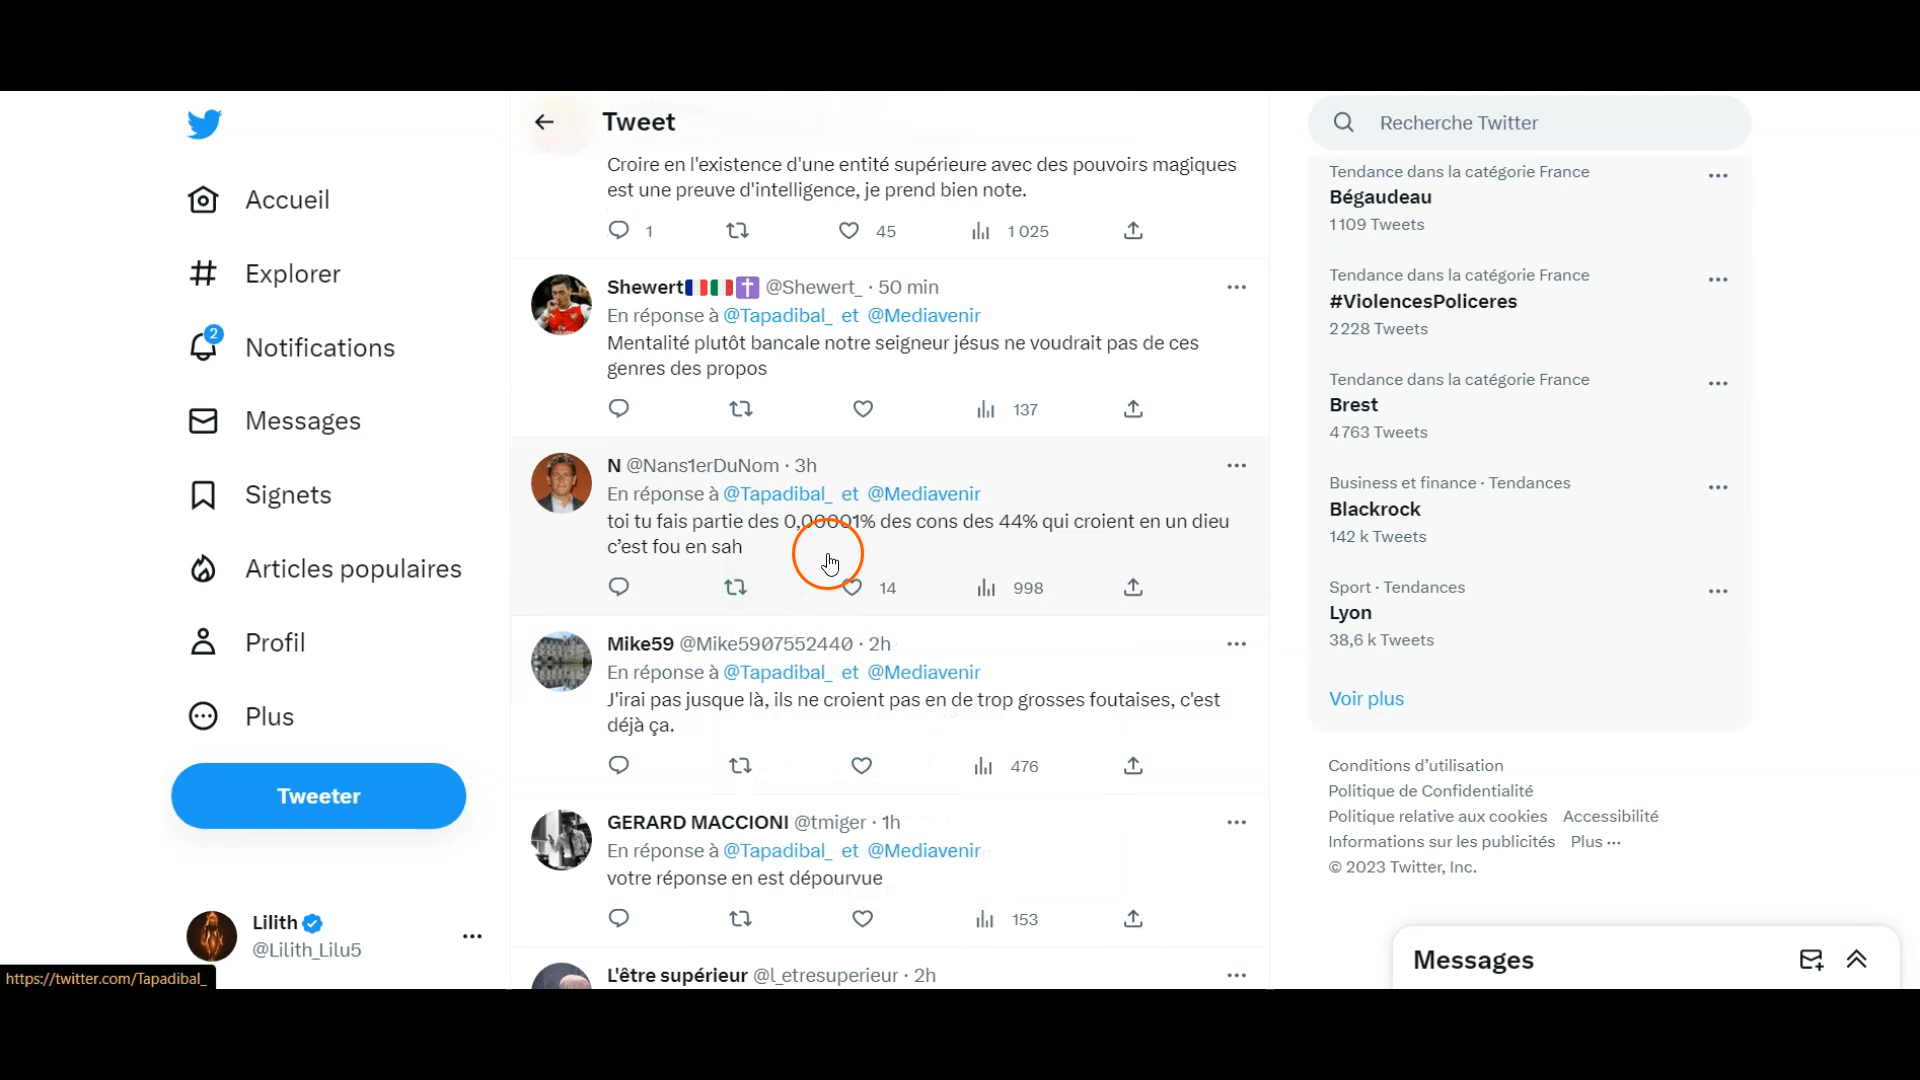 Tweet
Recherche Twitter
Accueil
Explorer
2
Notifications
Messages
Signets
Articles populaires
Profil
Plus
Tweeter
Lilith
@Lilith_Lilu5
https://twitter.com/Tapadibal_
Croire en l'existence d'une entité supérieure avec des pouvoirs magiques
est une preuve d'intelligence, je prend bien note.
1 45 1 025
Shewert @Shewert_ · 50 min
En réponse à @Tapadibal_ et @Mediavenir
Mentalité plutôt bancale notre seigneur jésus ne voudrait pas de ces
genres des propos
137
N @Nans1erDuNom · 3h
En réponse à @Tapadibal_ et @Mediavenir
toi tu fais partie des 0,00001% des cons des 44% qui croient en un dieu
c’est fou en sah
14 998
Mike59 @Mike5907552440 · 2h
En réponse à @Tapadibal_ et @Mediavenir
J'irai pas jusque là, ils ne croient pas en de trop grosses foutaises, c'est
déjà ça.
476
GERARD MACCIONI @tmiger · 1h
En réponse à @Tapadibal_ et @Mediavenir
votre réponse en est dépourvue
153
L'être supérieur @l_etresuperieur · 2h
Tendance dans la catégorie France
Bégaudeau
1 109 Tweets
Tendance dans la catégorie France
#ViolencesPoliceres
2 228 Tweets
Tendance dans la catégorie France
Brest
4 763 Tweets
Business et finance · Tendances
Blackrock
142 k Tweets
Sport · Tendances
Lyon
38,6 k Tweets
Voir plus
Conditions d’utilisation
Politique de Confidentialité
Politique relative aux cookies Accessibilité
Informations sur les publicités Plus ···
© 2023 Twitter, Inc.
Messages